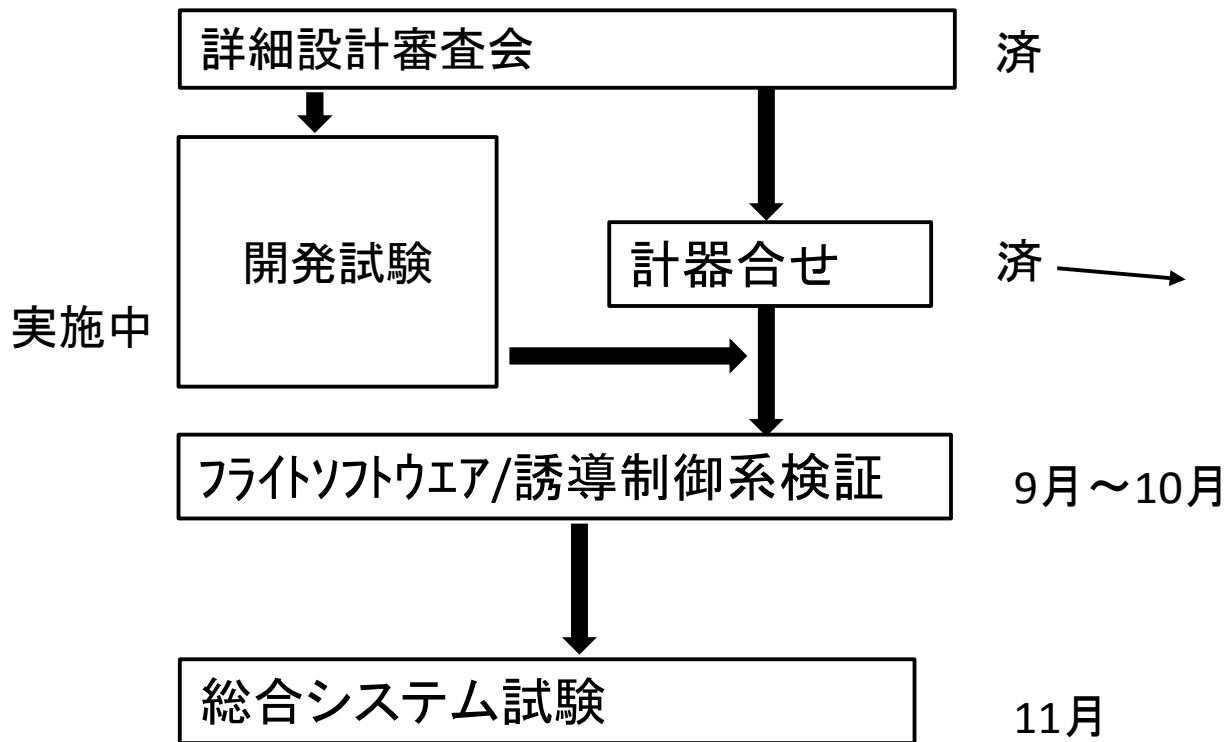 詳細設計審査会
済
開発試験
計器合せ
済
実施中
フライトソフトウエア/誘導制御系検証
9月～10月
総合システム試験
11月